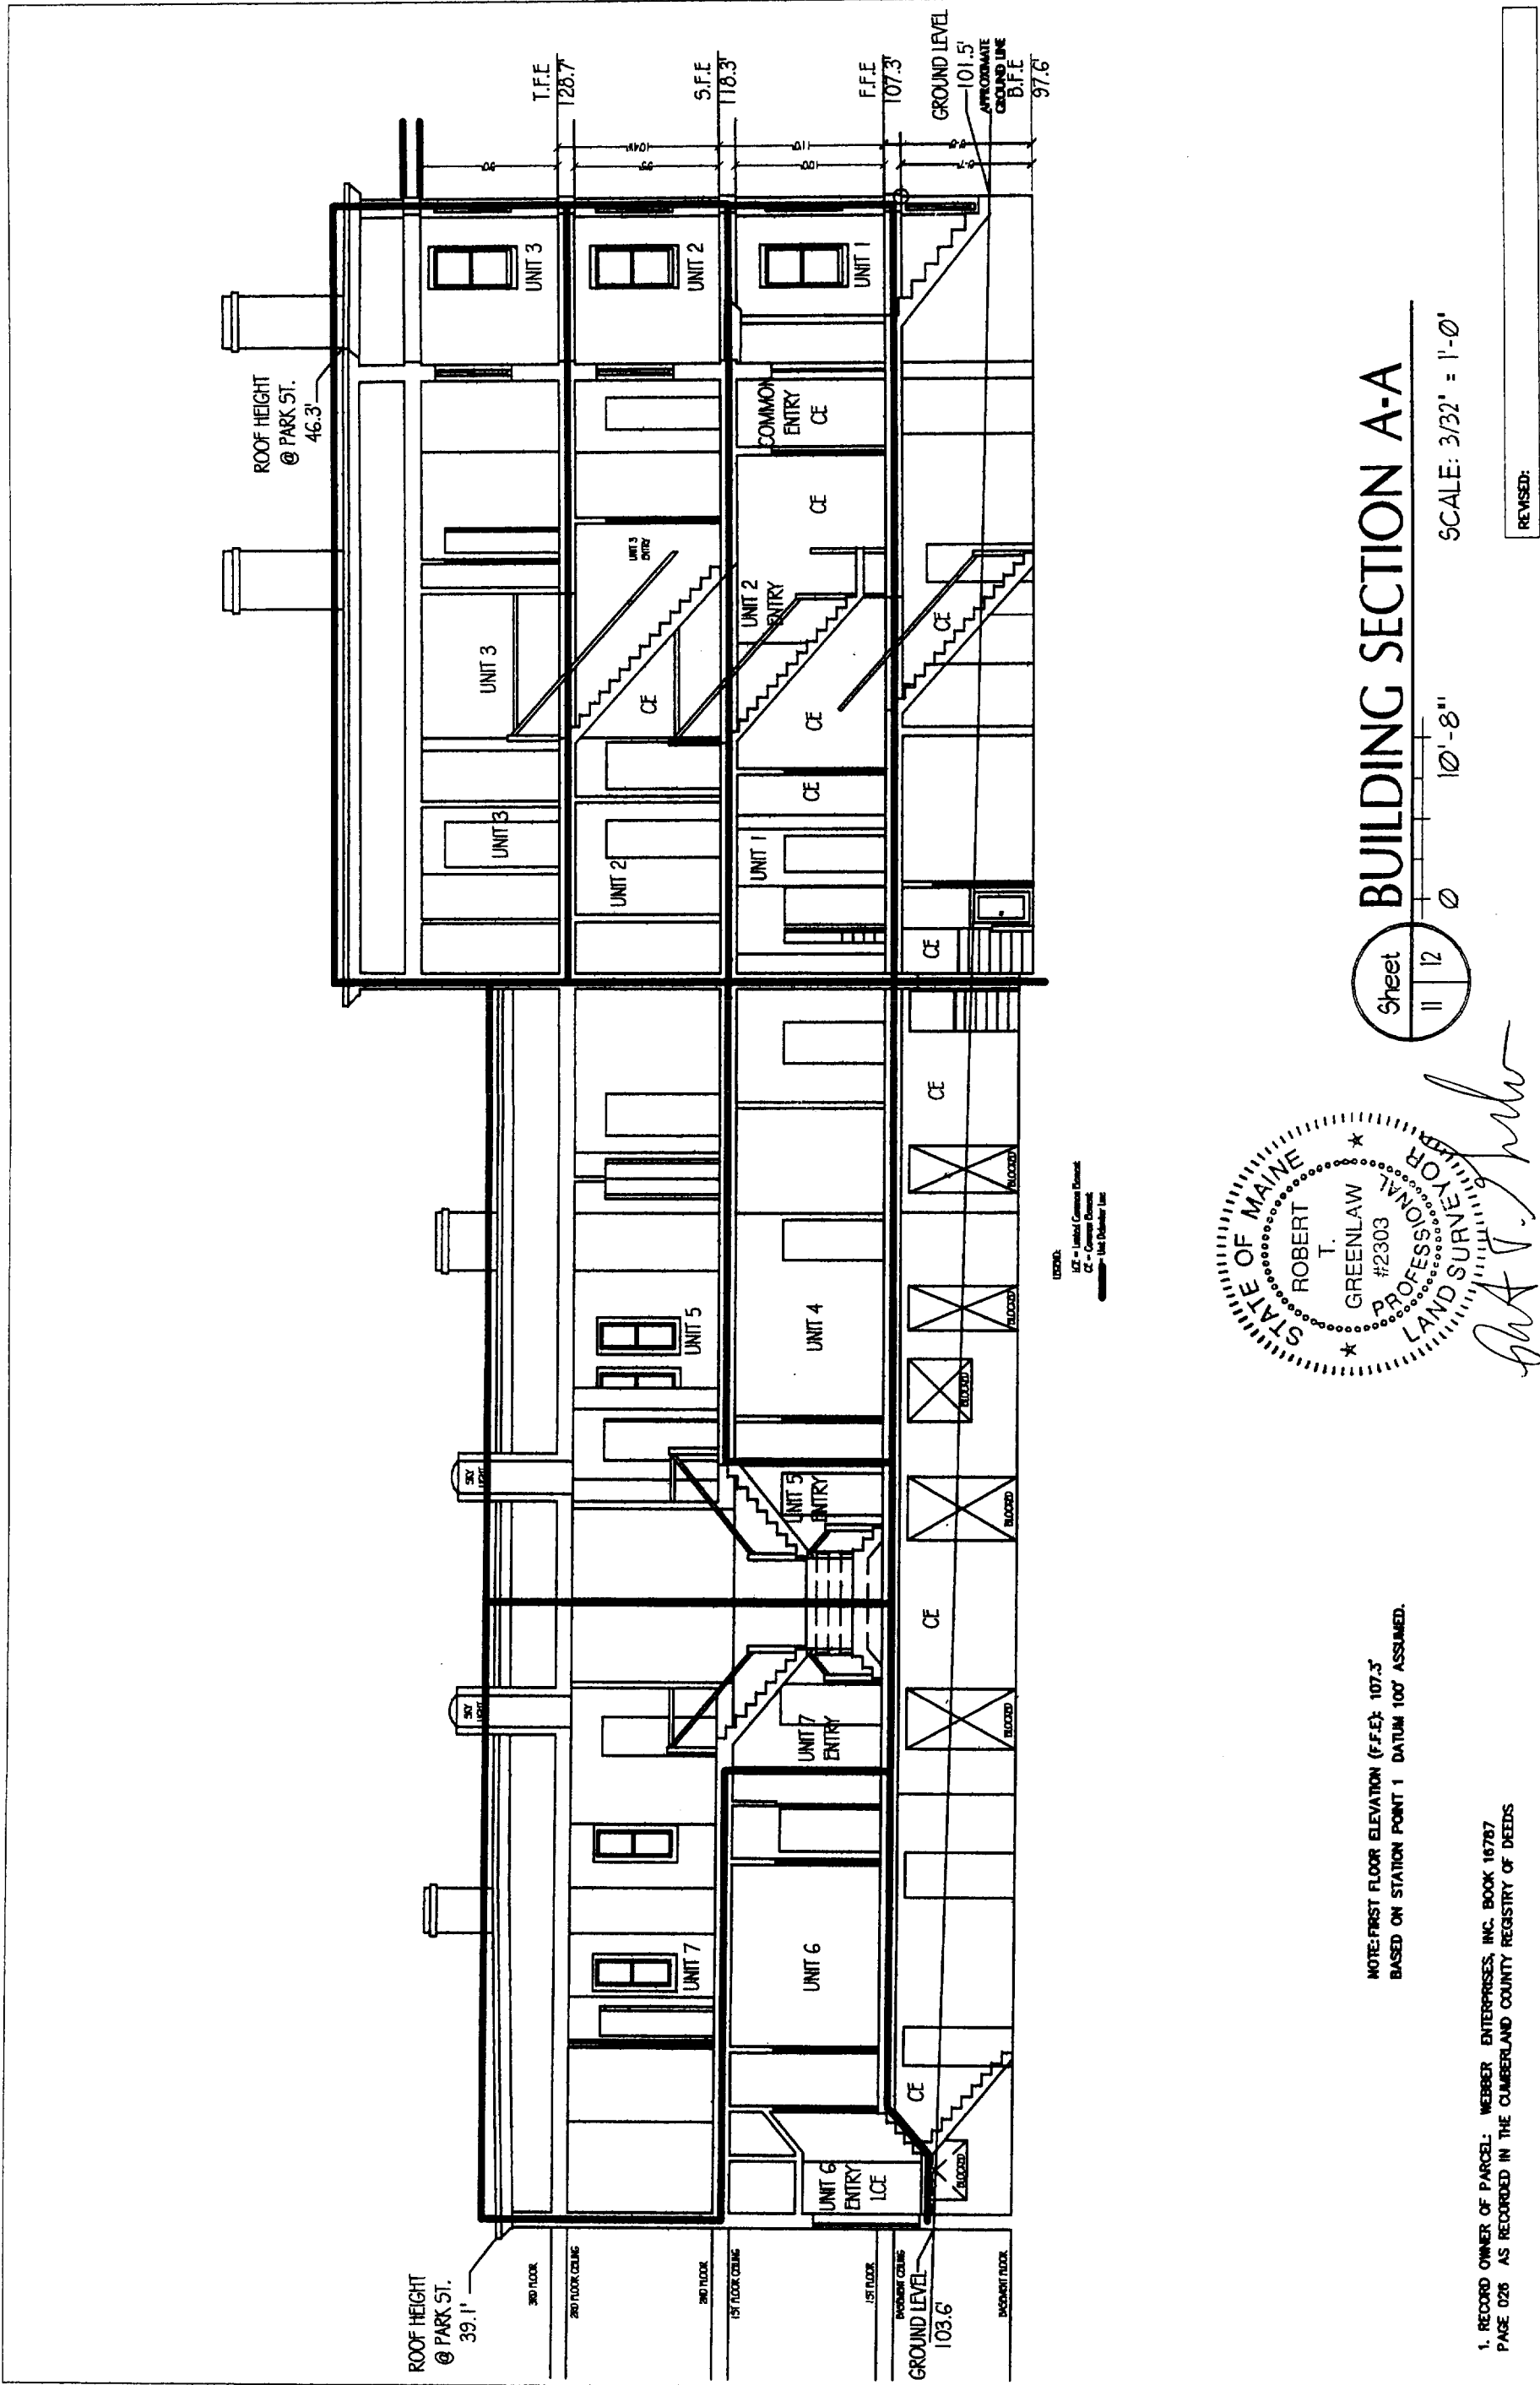 ROOF HEIGHT
@ PARK ST.
46.3'
T.F.E
128.7'
S.F.E
118.3'
F.F.E
107.3'
GROUND LEVEL
101.5'
APPROXIMATE
GROUND LINE
B.F.E
97.6'
UNIT 3
UNIT 2
UNIT 1
UNIT 3
UNIT 3
UNIT 3
ENTRY
CE
UNIT 2
COMMON
ENTRY
CE
CE
UNIT 2
ENTRY
CE
CE
UNIT 1
CE
CE
ROOF HEIGHT
@ PARK ST.
39.1'
3RD FLOOR
2ND FLOOR CEILING
2ND FLOOR
1ST FLOOR CEILING
1ST FLOOR
BASEMENT CEILING
GROUND LEVEL
103.6'
BASEMENT FLOOR
SKY
LIGHT
SKY
LIGHT
UNIT 7
UNIT 5
UNIT 6
ENTRY
LCE
UNIT 6
UNIT 7
ENTRY
UNIT 5
ENTRY
UNIT 4
CE
CE
CE
BLOCKED
BLOCKED
BLOCKED
BLOCKED
BLOCKED
BLOCKED
LEGEND:
LCE = Limited Common Element
CE = Common Element
NOTE: FIRST FLOOR ELEVATION (F.F.E): 107.3'
BASED ON STATION POINT 1 DATUM 100' ASSUMED.
1. RECORD OWNER OF PARCEL: WEBBER ENTERPRISES, INC. BOOK 16787
PAGE 026 AS RECORDED IN THE CUMBERLAND COUNTY REGISTRY OF DEEDS
STATE OF MAINE
ROBERT
T.
GREENLAW
#2303
PROFESSIONAL
LAND SURVEYOR
Sheet
11 12
BUILDING SECTION A-A
0 10'-8"
SCALE: 3/32" = 1'-0"
REVISED: